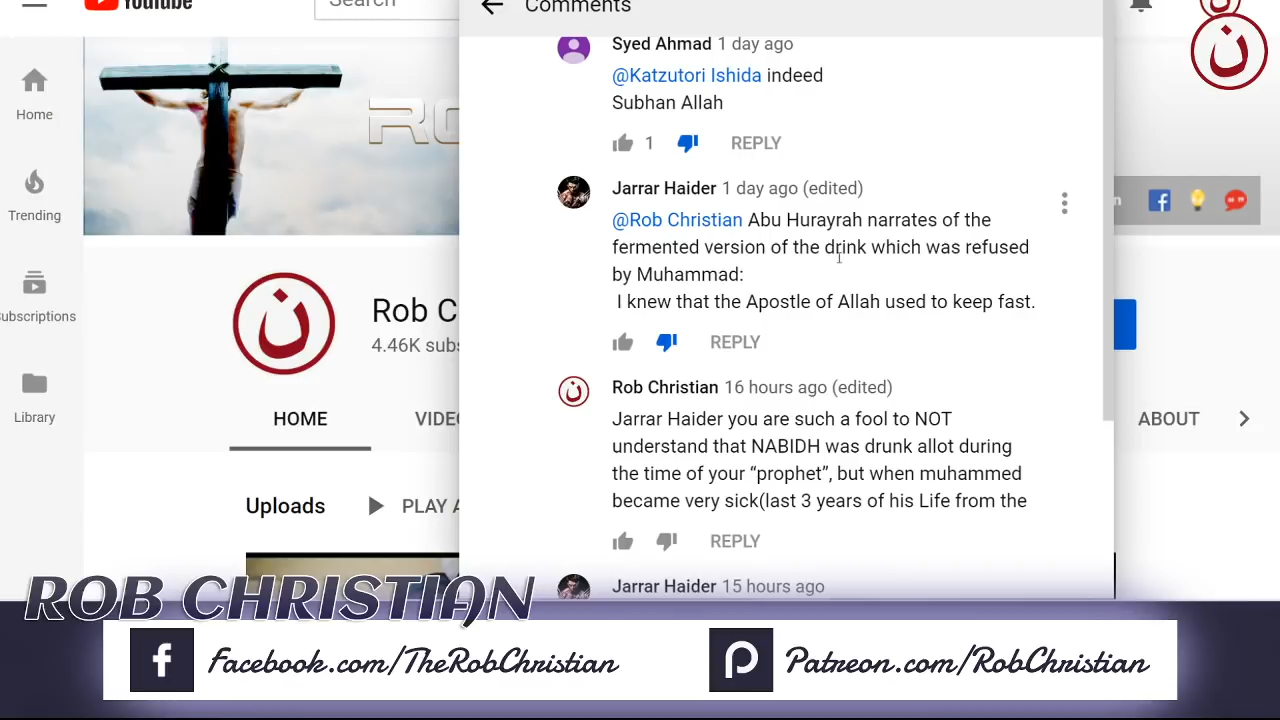 YouTube
Search
Comments
Home
Trending
Subscriptions
Library
Syed Ahmad 1 day ago
@Katzutori Ishida indeed
Subhan Allah
1 REPLY
Jarrar Haider 1 day ago (edited)
@Rob Christian Abu Hurayrah narrates of the
fermented version of the drink which was refused
by Muhammad:
I knew that the Apostle of Allah used to keep fast.
REPLY
Rob Christian 16 hours ago (edited)
Jarrar Haider you are such a fool to NOT
understand that NABIDH was drunk allot during
the time of your “prophet”, but when muhammed
became very sick(last 3 years of his Life from the
REPLY
Jarrar Haider 15 hours ago
ن
ن
ن
Rob C
4.46K subs
HOME
VIDEO
ABOUT
Uploads
PLAY A
ROB CHRISTIAN
Facebook.com/TheRobChristian
Patreon.com/RobChristian